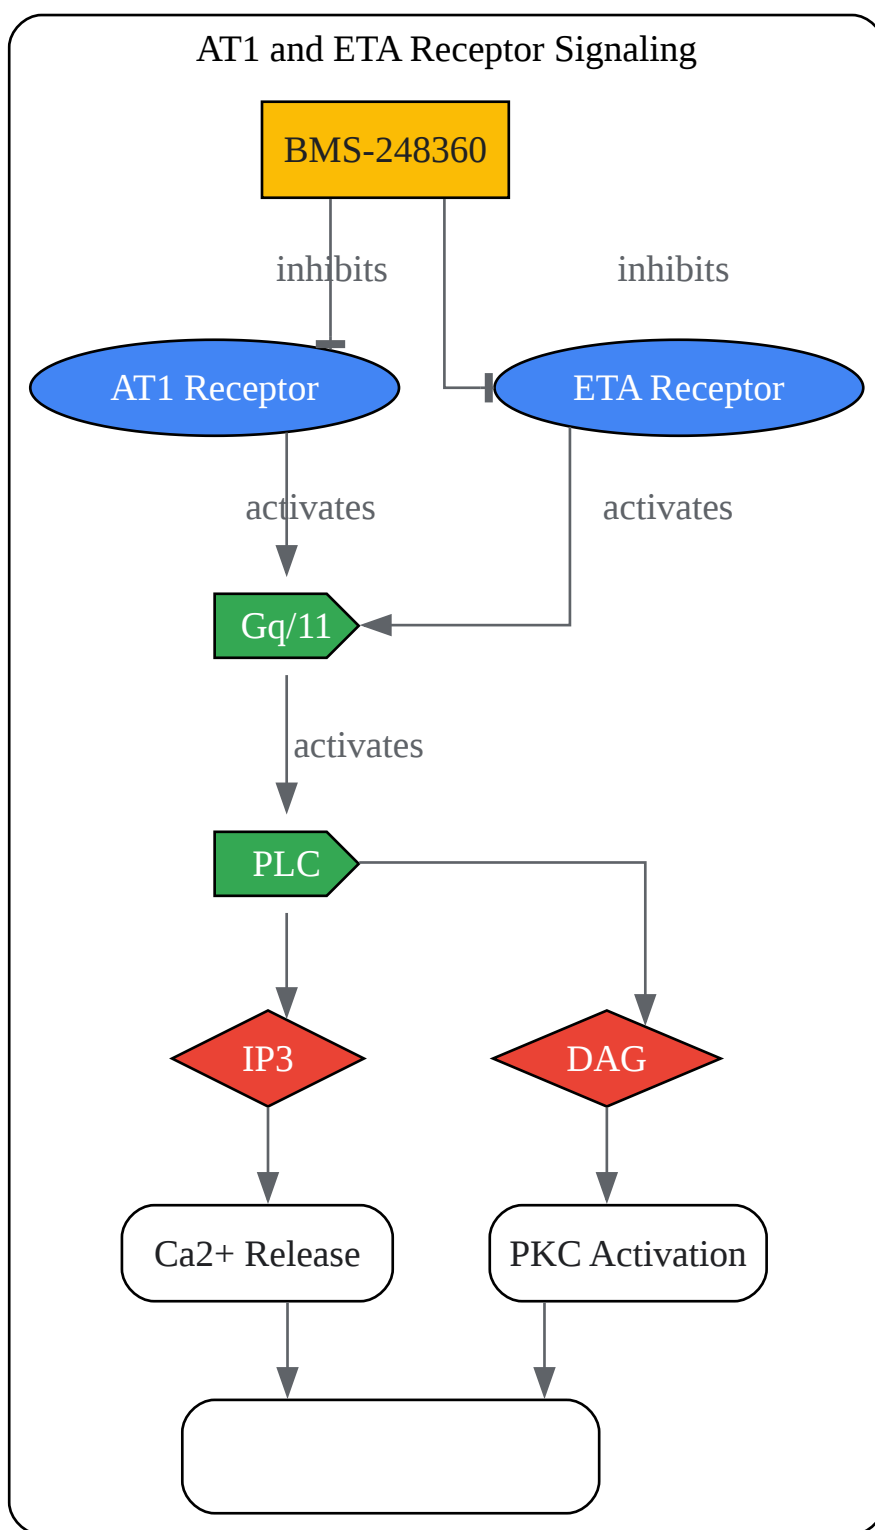 AT1 and ETA Receptor Signaling
BMS-248360
inhibits
inhibits
AT1 Receptor
ETA Receptor
activates
activates
Gq/11
activates
PLC
IP3
DAG
Ca2+ Release
PKC Activation